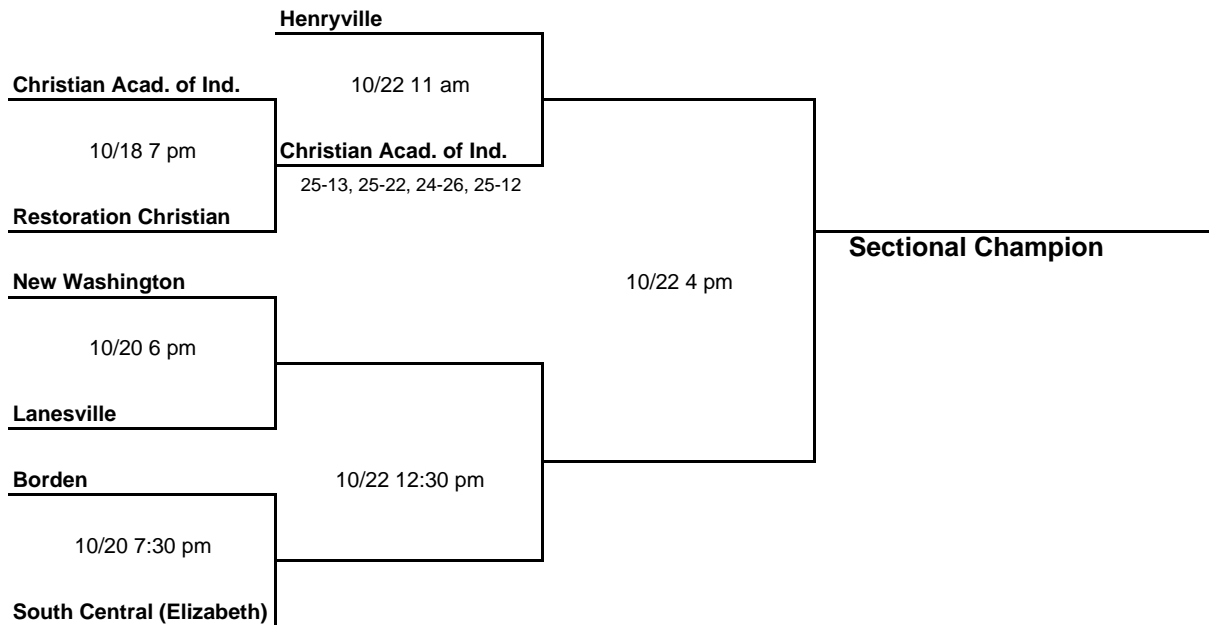 Henryville
Christian Acad. of Ind.
10/22 11 am
10/18 7 pm
Christian Acad. of Ind.
25-13, 25-22, 24-26, 25-12
Restoration Christian
Sectional Champion
New Washington
10/22 4 pm
10/20 6 pm
Lanesville
Borden
10/22 12:30 pm
10/20 7:30 pm
South Central (Elizabeth)